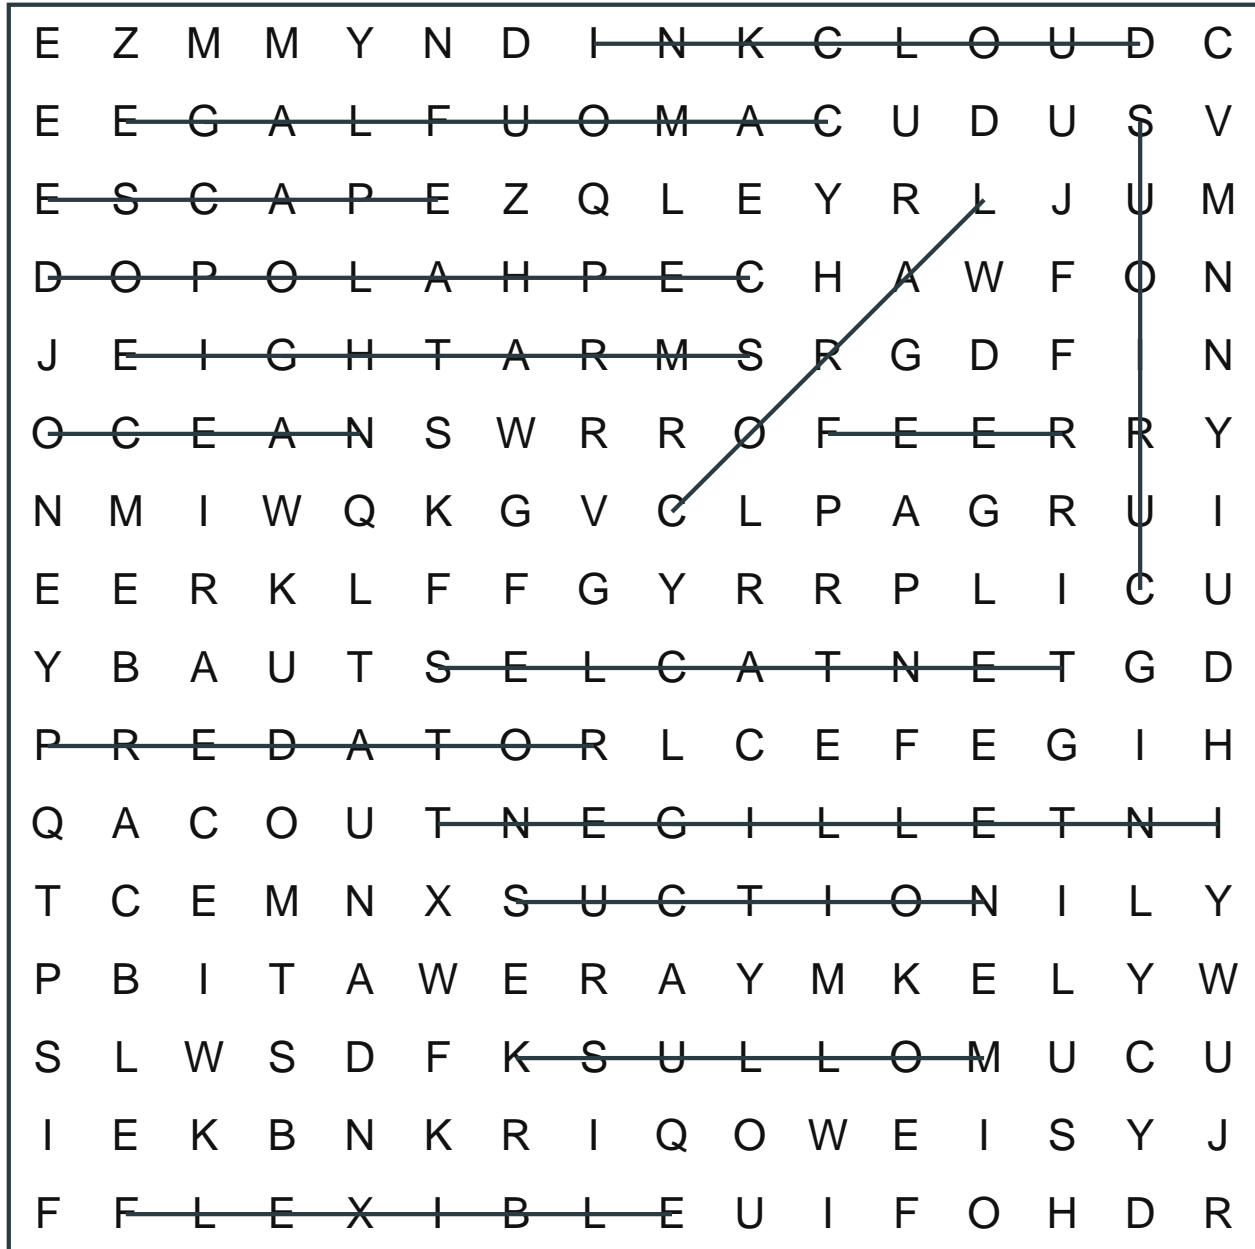 E Z M M Y N D I N K C L O U D C
E E G A L F U O M A C U D U S V
E S C A P E Z Q L E Y R L J U M
D O P O L A H P E C H A W F O N
J E I G H T A R M S R G D F I N
O C E A N S W R R O F E E R R Y
N M I W Q K G V C L P A G R U I
E E R K L F F G Y R R P L I C U
Y B A U T S E L C A T N E T G D
P R E D A T O R L C E F E G I H
Q A C O U T N E G I L L E T N I
T C E M N X S U C T I O N I L Y
P B I T A W E R A Y M K E L Y W
S L W S D F K S U L L O M U C U
I E K B N K R I Q O W E I S Y J
F F L E X I B L E U I F O H D R